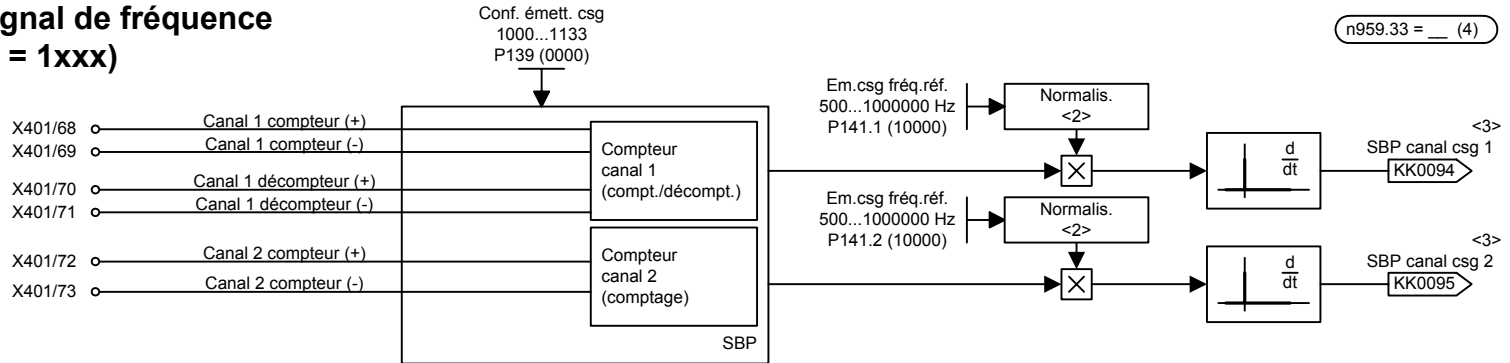 gnal de fréquence
= 1xxx)
Conf. émett. csg
1000...1133
P139 (0000)
n959.33 = __ (4)
X401/68
Canal 1 compteur (+)
X401/69
Canal 1 compteur (-)
X401/70
Canal 1 décompteur (+)
X401/71
Canal 1 décompteur (-)
X401/72
Canal 2 compteur (+)
X401/73
Canal 2 compteur (-)
Compteur
canal 1
(compt./décompt.)
Compteur
canal 2
(comptage)
SBP
Em.csg fréq.réf.
500...1000000 Hz
P141.1 (10000)
Normalis.
<2>
d
dt
<3>
SBP canal csg 1
KK0094
Em.csg fréq.réf.
500...1000000 Hz
P141.2 (10000)
Normalis.
<2>
d
dt
<3>
SBP canal csg 2
KK0095